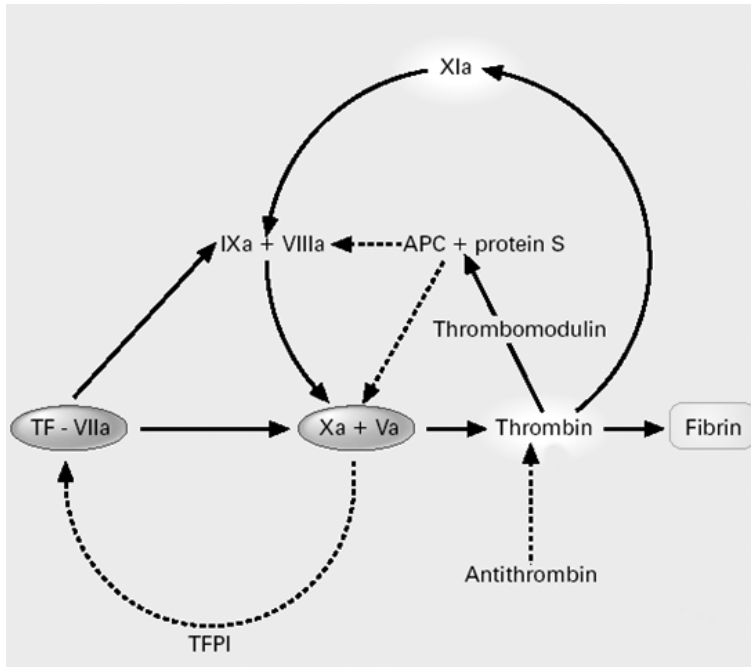 XIa
IXa + VIIIa
APC + protein S
Thrombomodulin
TF - VIIa
Xa + Va
Thrombin
Fibrin
Antithrombin
TFPI